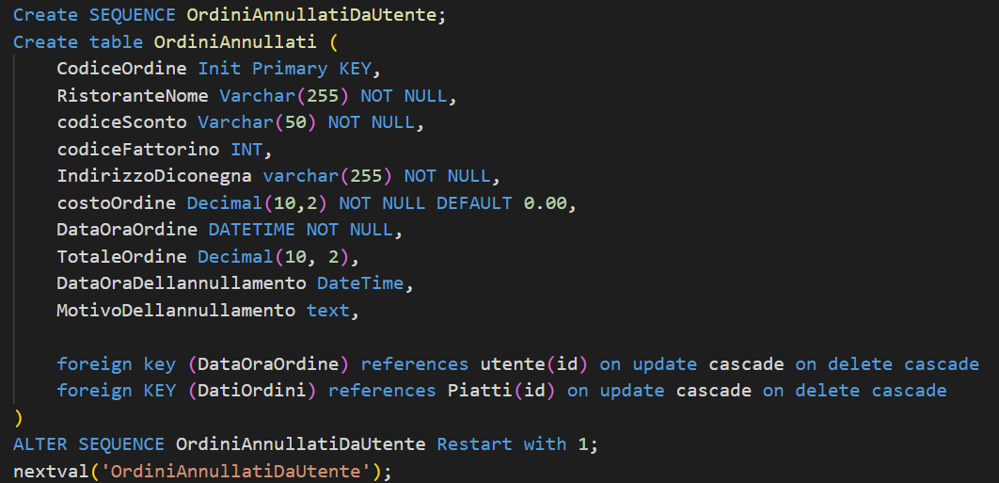 Create SEQUENCE OrdiniAnnullatiDaUtente;
Create table OrdiniAnnullati (
CodiceOrdine Init Primary KEY,
RistoranteNome Varchar(255) NOT NULL,
codiceSconto Varchar(50) NOT NULL,
codiceFattorino INT,
IndirizzoDiconegna varchar(255) NOT NULL,
costoOrdine Decimal(10,2) NOT NULL DEFAULT 0.00,
DataOraOrdine DATETIME NOT NULL,
TotaleOrdine Decimal(10, 2),
DataOraDellannullamento DateTime,
MotivoDellannullamento text,
foreign key (DataOraOrdine) references utente(id) on update cascade on delete cascade
foreign KEY (DatiOrdini) references Piatti(id) on update cascade on delete cascade
)
ALTER SEQUENCE OrdiniAnnullatiDaUtente Restart with 1;
nextval('OrdiniAnnullatiDaUtente');